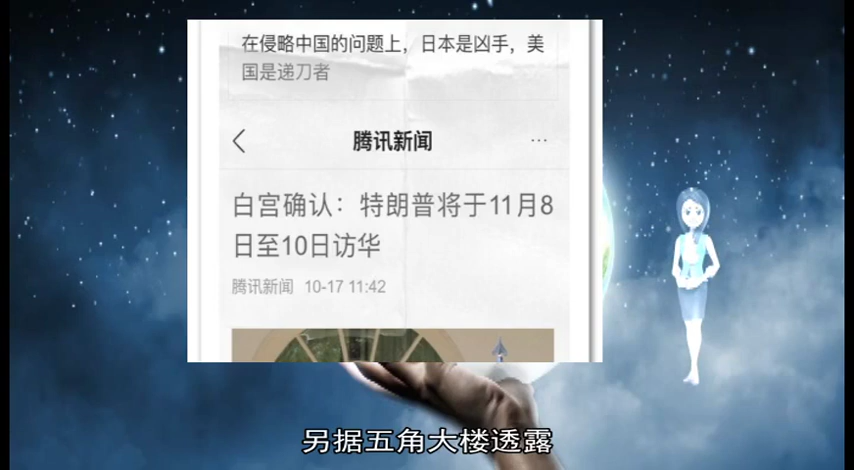 在侵略中国的问题上，日本是凶手，美
国是递刀者
腾讯新闻
白宫确认：特朗普将于11月8
日至10日访华
腾讯新闻 10-17 11:42
另据五角大楼透露